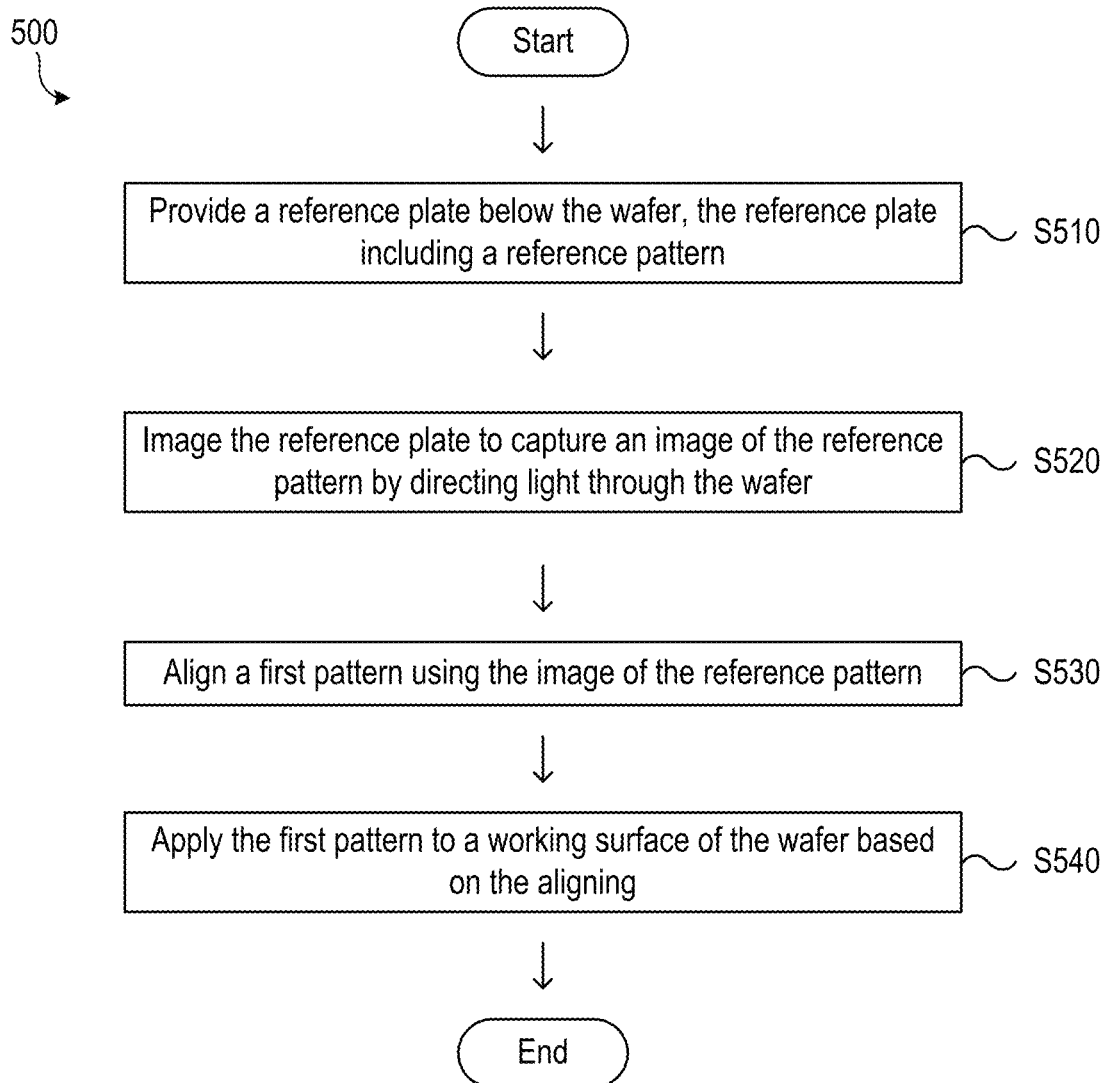 500
Start
Provide a reference plate below the wafer, the reference plate
including a reference pattern
S510
Image the reference plate to capture an image of the reference
pattern by directing light through the wafer
S520
Align a first pattern using the image of the reference pattern
S530
Apply the first pattern to a working surface of the wafer based
on the aligning
S540
End